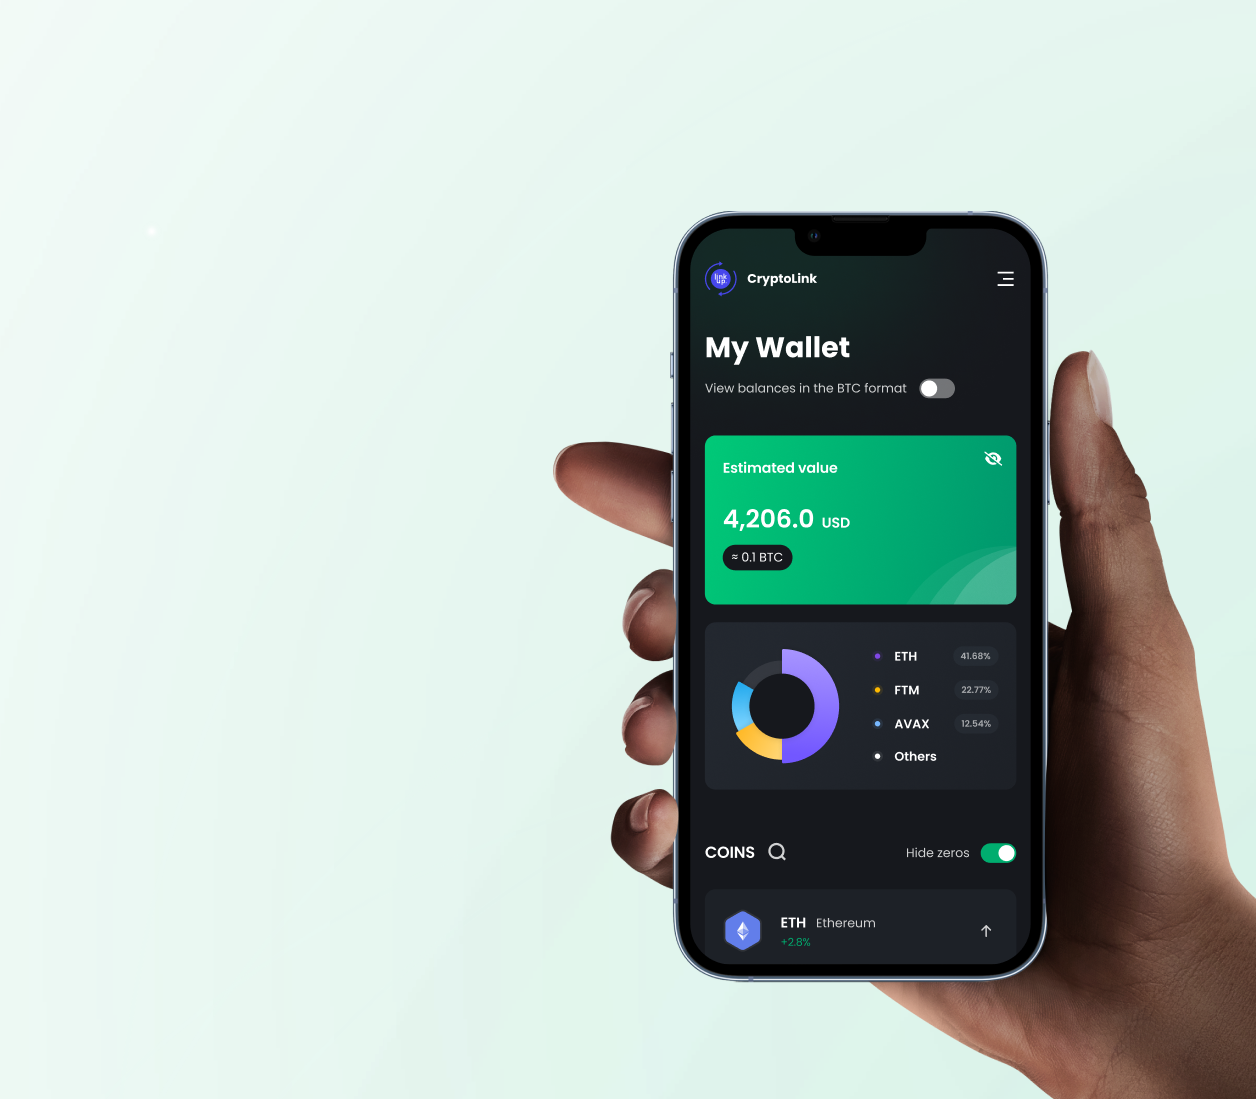 link
up.
CryptoLink
My Wallet
View balances in the BTC format
Estimated value
4,206.0 USD
≈ 0.1 BTC
ETH 41.68%
FTM 22.77%
AVAX 12.54%
Others
COINS
Hide zeros
ETH Ethereum
+2.8%